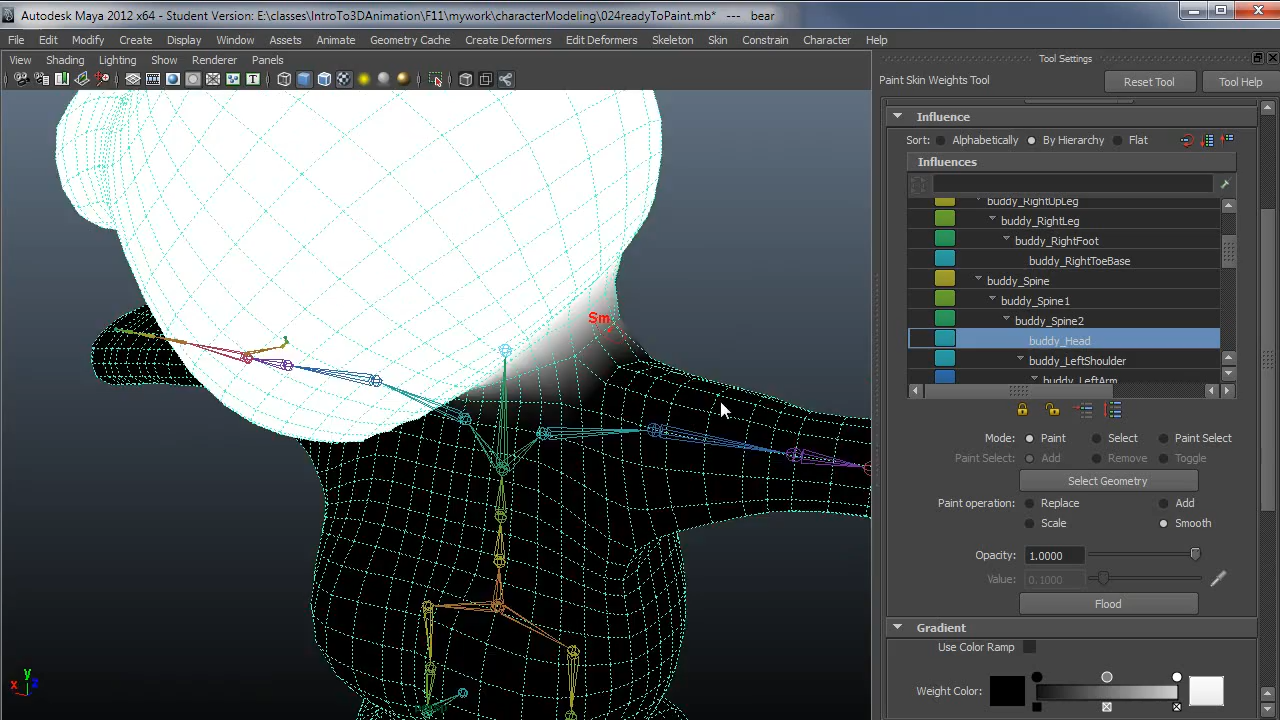 Autodesk Maya 2012 x64 - Student Version: E:\classes\IntroTo3DAnimation\F11\mywork\characterModeling\024readyToPaint.mb* --- bear
File Edit Modify Create Display Window Assets Animate Geometry Cache Create Deformers Edit Deformers Skeleton Skin Constrain Character Help
View Shading Lighting Show Renderer Panels
Tool Settings
Paint Skin Weights Tool Reset Tool Tool Help
Influence
Sort: Alphabetically By Hierarchy Flat
Influences
buddy_RightUpLeg
buddy_RightLeg
buddy_RightFoot
buddy_RightToeBase
buddy_Spine
buddy_Spine1
buddy_Spine2
buddy_Head
buddy_LeftShoulder
buddy_LeftArm
Sm
Mode: Paint Select Paint Select
Paint Select: Add Remove Toggle
Select Geometry
Paint operation: Replace Add
Scale Smooth
Opacity: 1.0000
Value: 0.1000
Flood
Gradient
Use Color Ramp
Weight Color:
y
x z